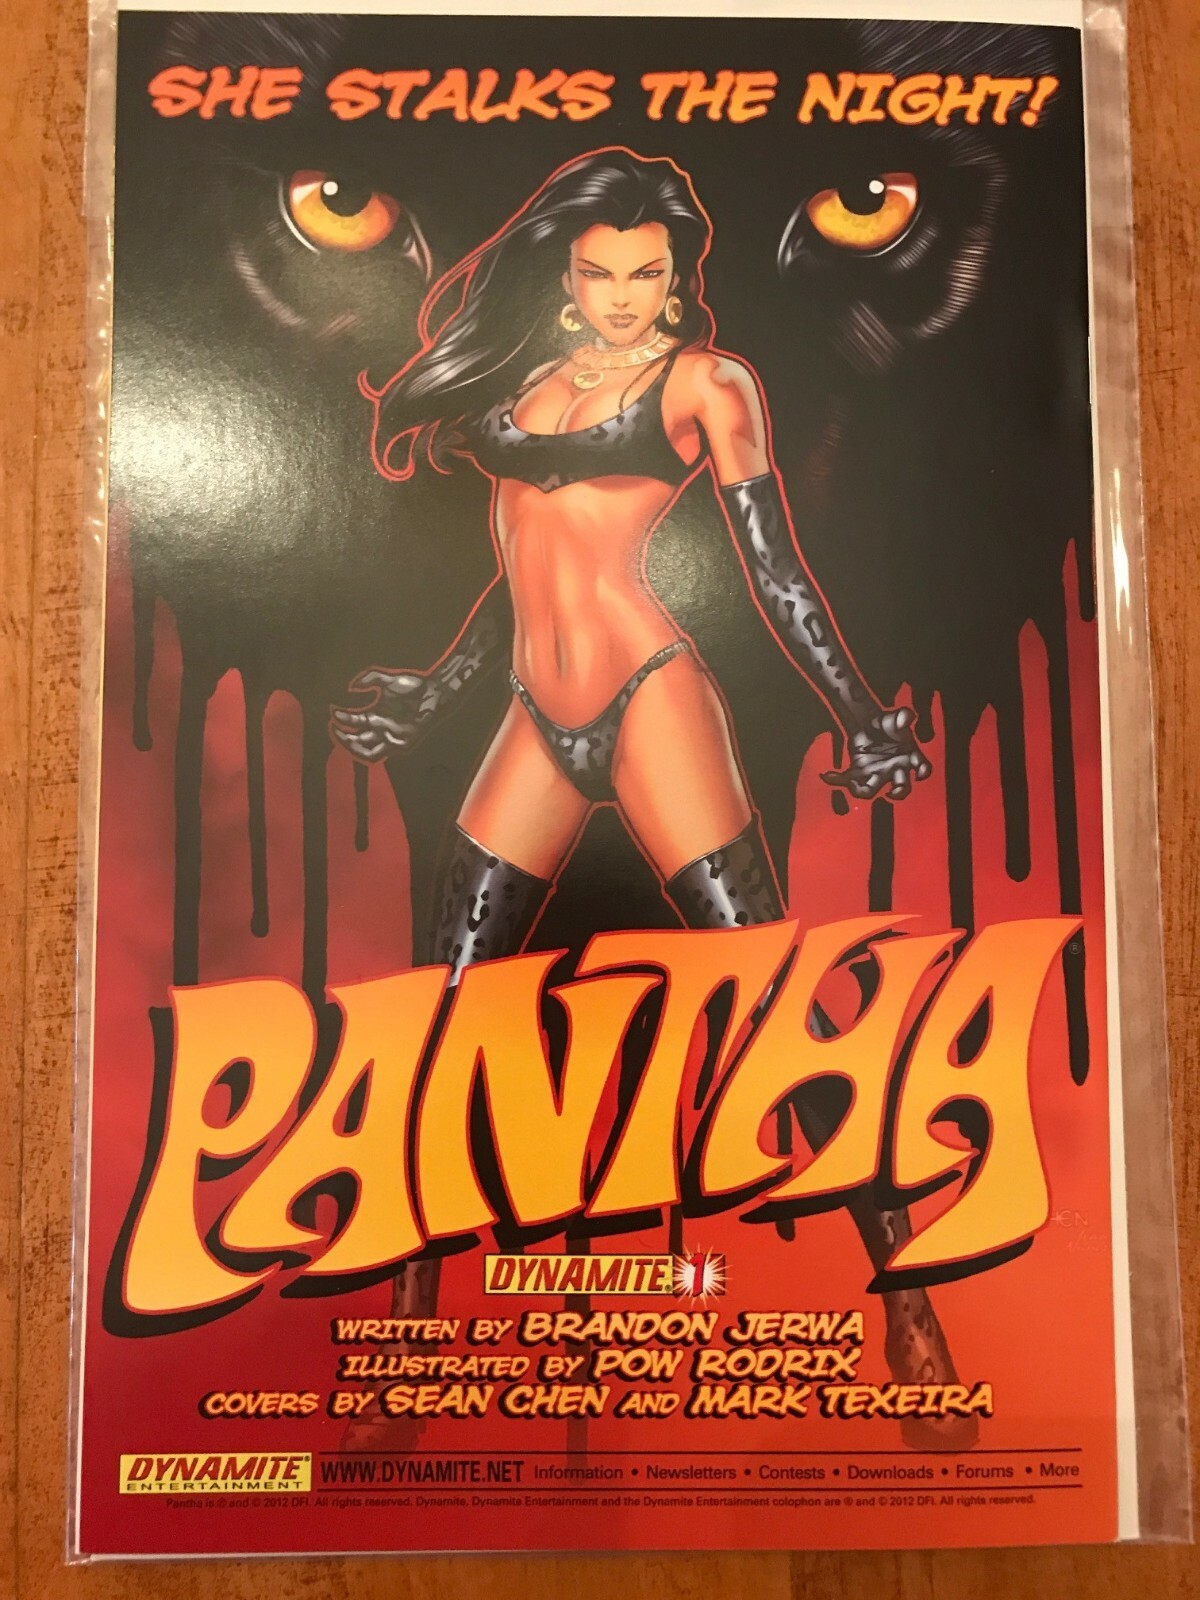 SHE STALKS THE NIGHT!
PANTHA ®
DYNAMITE® 1
WRITTEN BY BRANDON JERWA
ILLUSTRATED BY POW RODRIX
COVERS BY SEAN CHEN AND MARK TEXEIRA
DYNAMITE®
ENTERTAINMENT
WWW.DYNAMITE.NET Information • Newsletters • Contests • Downloads • Forums • More
Pantha is ® and © 2012 DFI. All rights reserved. Dynamite, Dynamite Entertainment and the Dynamite Entertainment colophon are ® and © 2012 DFI. All rights reserved.